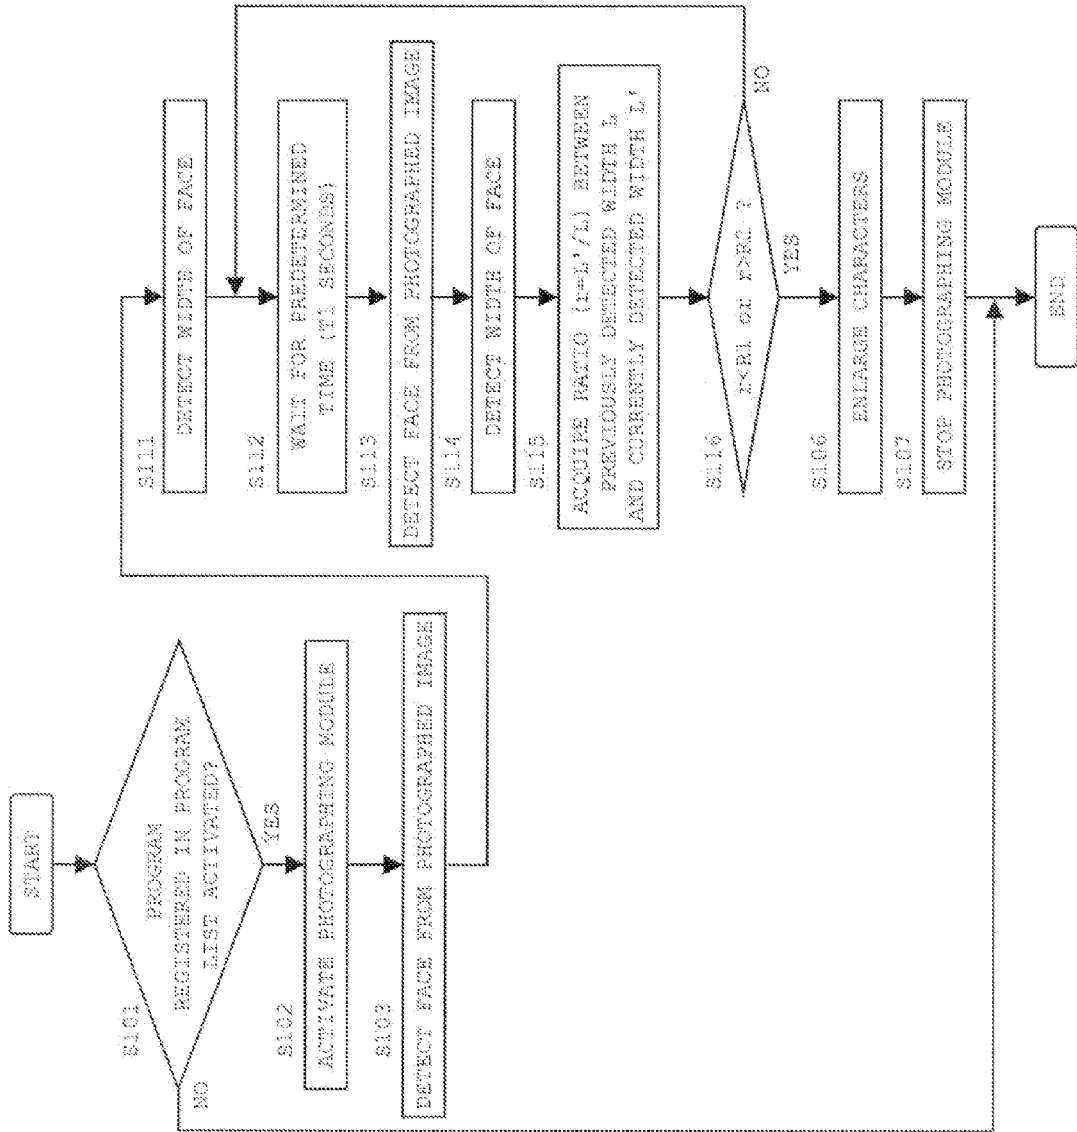 START
S101
PROGRAM
REGISTERED IN PROGRAM
LIST ACTIVATED?
NO
YES
S102
ACTIVATE PHOTOGRAPHING MODULE
S103
DETECT FACE FROM PHOTOGRAPHED IMAGE
S111
DETECT WIDTH OF FACE
S112
WAIT FOR PREDETERMINED
TIME (T1 SECONDS)
S113
DETECT FACE FROM PHOTOGRAPHED IMAGE
S114
DETECT WIDTH OF FACE
S115
ACQUIRE RATIO (r=L'/L) BETWEEN
PREVIOUSLY DETECTED WIDTH L
AND CURRENTLY DETECTED WIDTH L'
S116
r<R1 or r>R2 ?
NO
YES
S106
ENLARGE CHARACTERS
S107
STOP PHOTOGRAPHING MODULE
END